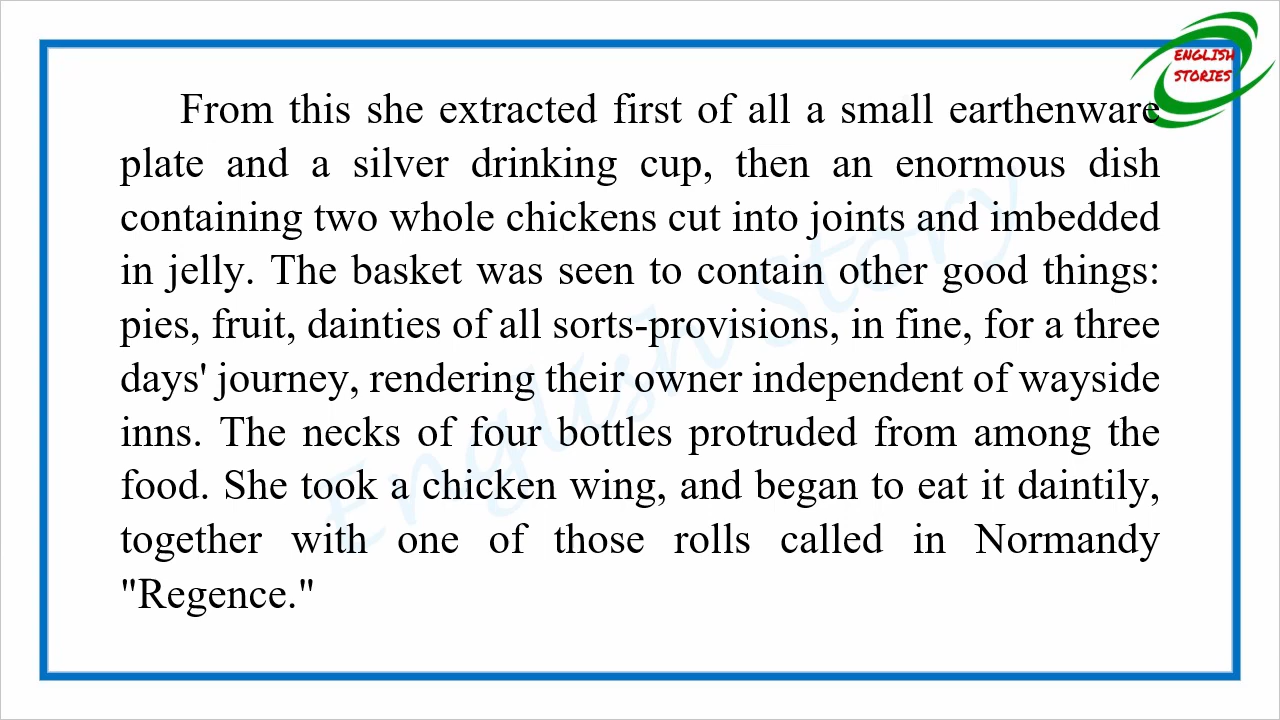 ENGLISH
STORIES
From this she extracted first of all a small earthenware
plate and a silver drinking cup, then an enormous dish
containing two whole chickens cut into joints and imbedded
in jelly. The basket was seen to contain other good things:
pies, fruit, dainties of all sorts-provisions, in fine, for a three
days' journey, rendering their owner independent of wayside
inns. The necks of four bottles protruded from among the
food. She took a chicken wing, and began to eat it daintily,
together with one of those rolls called in Normandy
"Regence."
English Story